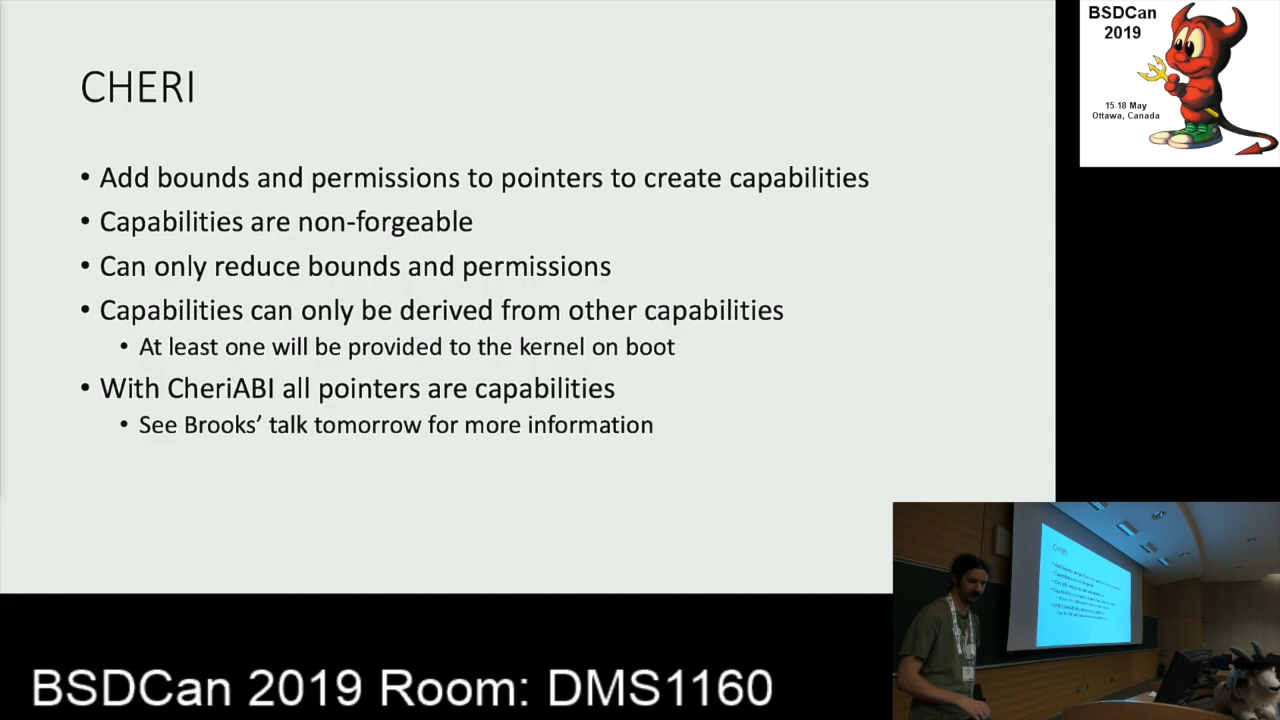 CHERI
• Add bounds and permissions to pointers to create capabilities
• Capabilities are non-forgeable
• Can only reduce bounds and permissions
• Capabilities can only be derived from other capabilities
• At least one will be provided to the kernel on boot
• With CheriABI all pointers are capabilities
• See Brooks’ talk tomorrow for more information
BSDCan
2019
15-18 May
Ottawa, Canada
CHERI
BSDCan 2019 Room: DMS1160